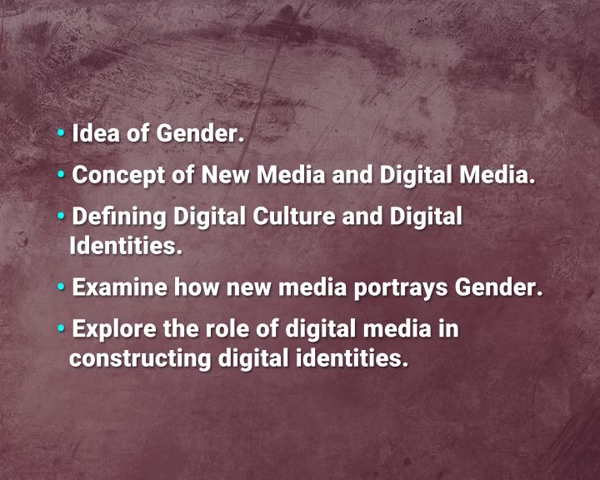 • Idea of Gender.
• Concept of New Media and Digital Media.
• Defining Digital Culture and Digital
Identities.
• Examine how new media portrays Gender.
• Explore the role of digital media in
constructing digital identities.